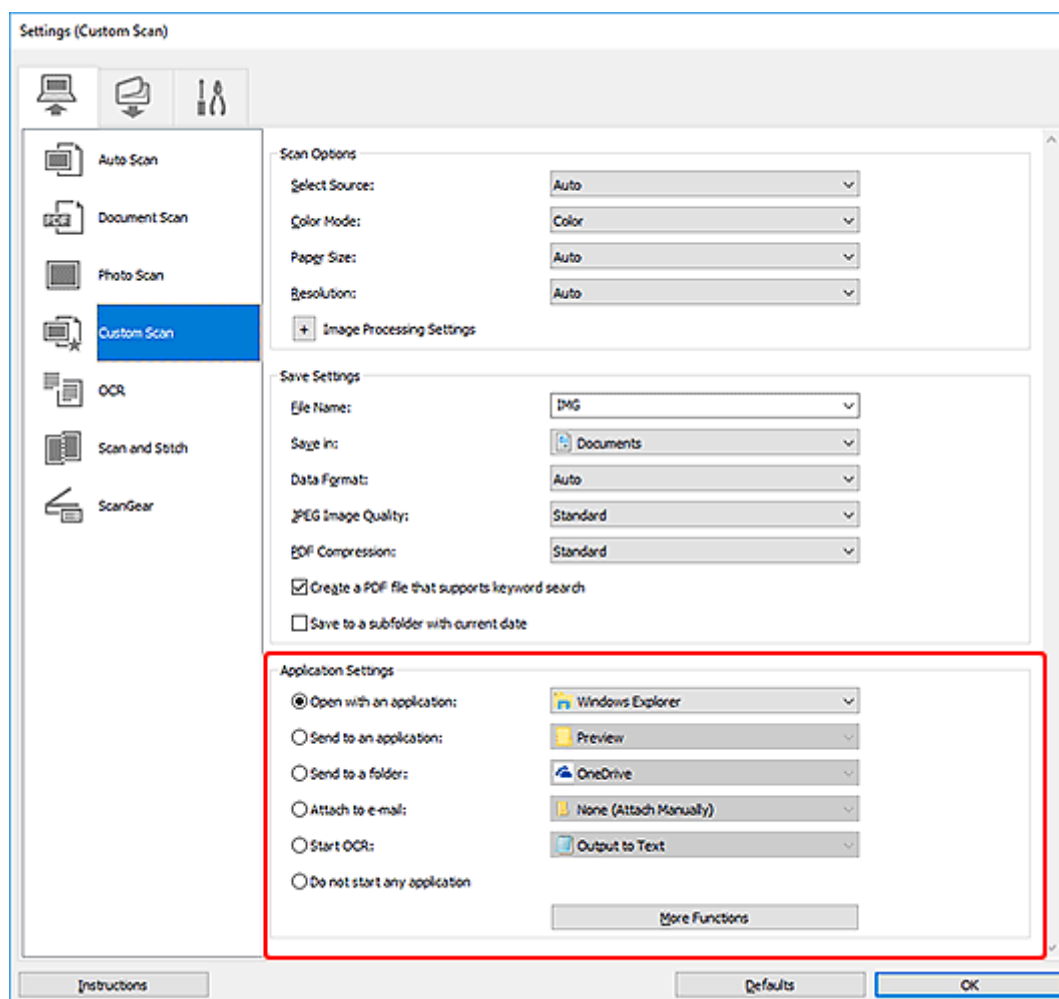 Settings (Custom Scan)
Auto Scan
Document Scan
Photo Scan
Custom Scan
OCR
Scan and Stitch
ScanGear
Scan Options
Select Source: Auto
Color Mode: Color
Paper Size: Auto
Resolution: Auto
+ Image Processing Settings
Save Settings
File Name: IMG
Save in: Documents
Data Format: Auto
JPEG Image Quality: Standard
PDF Compression: Standard
Create a PDF file that supports keyword search
Save to a subfolder with current date
Application Settings
Open with an application: Windows Explorer
Send to an application: Preview
Send to a folder: OneDrive
Attach to e-mail: None (Attach Manually)
Start OCR: Output to Text
Do not start any application
More Functions
Instructions Defaults OK